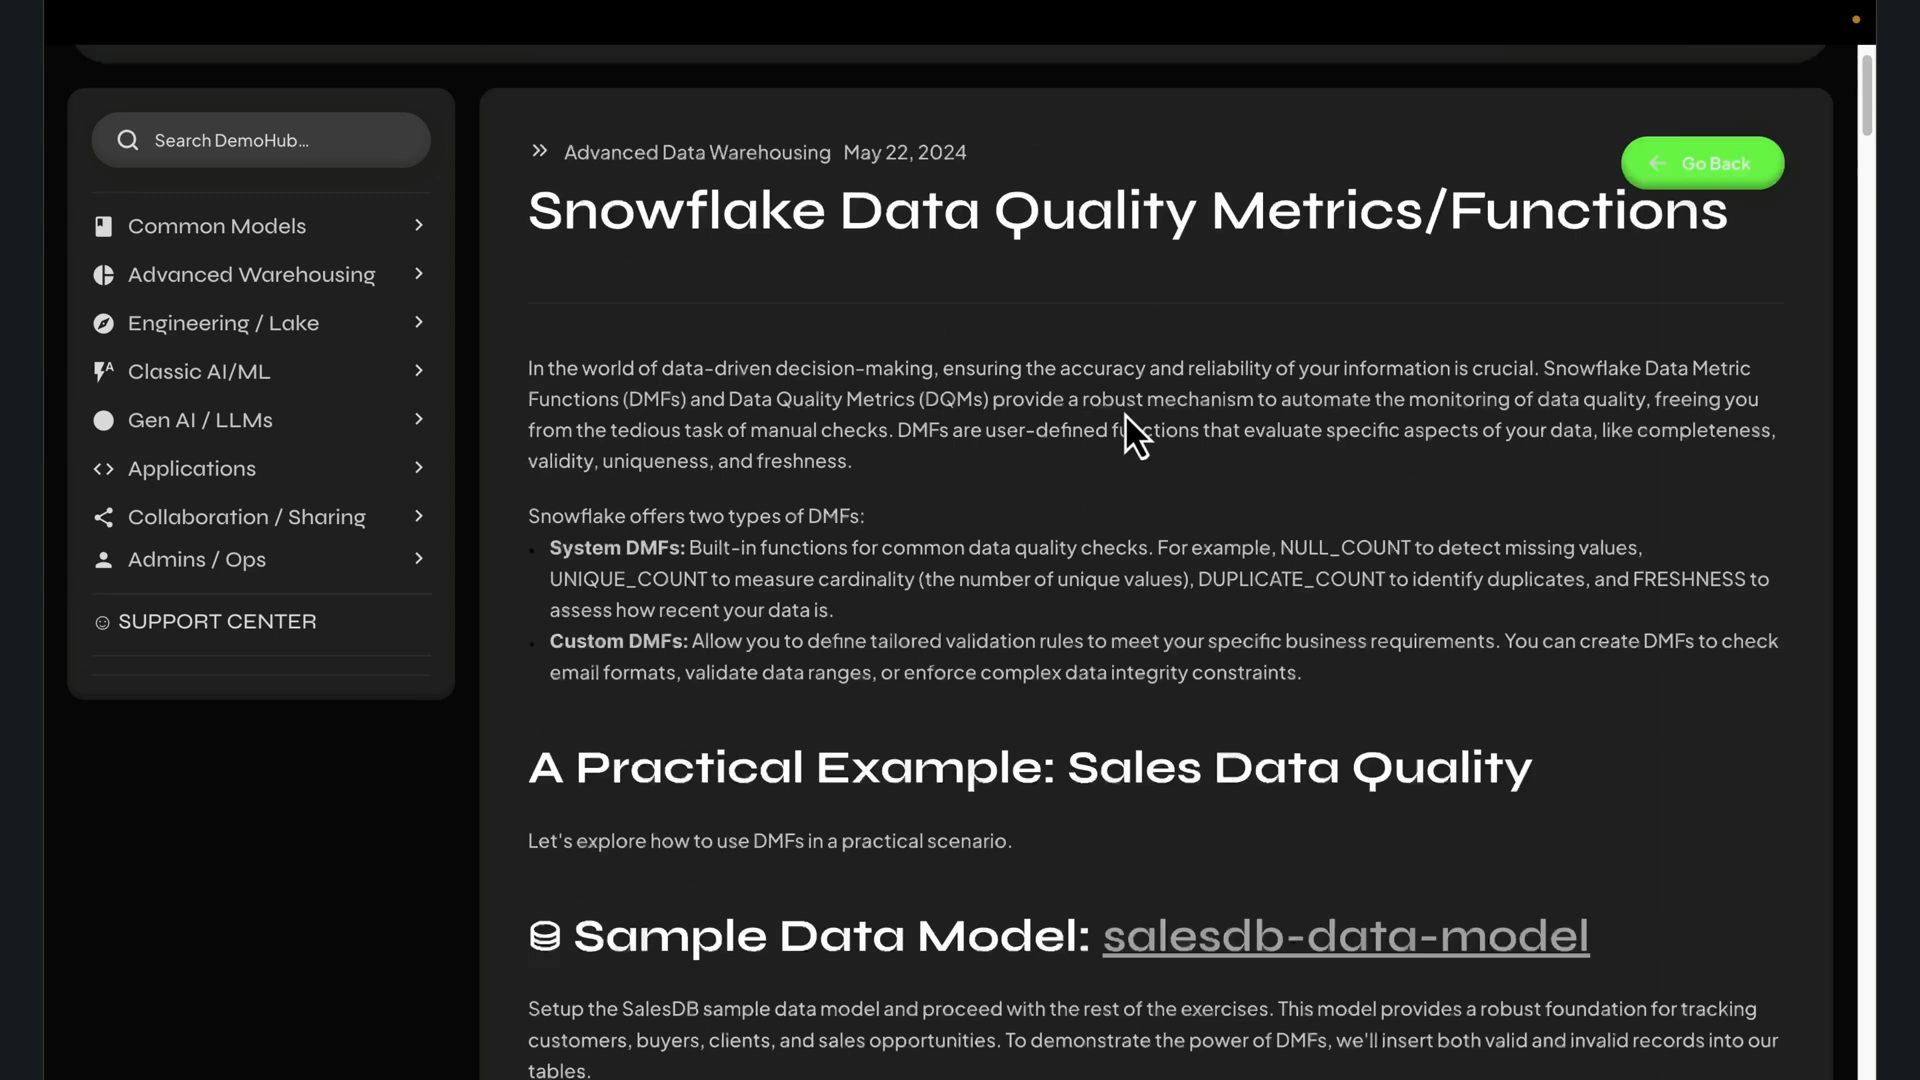 Search DemoHub...
Common Models
Advanced Warehousing
Engineering / Lake
Classic AI/ML
Gen AI / LLMs
Applications
Collaboration / Sharing
Admins / Ops
SUPPORT CENTER
Advanced Data Warehousing May 22, 2024
Go Back
Snowflake Data Quality Metrics/Functions
In the world of data-driven decision-making, ensuring the accuracy and reliability of your information is crucial. Snowflake Data Metric
Functions (DMFs) and Data Quality Metrics (DQMs) provide a robust mechanism to automate the monitoring of data quality, freeing you
from the tedious task of manual checks. DMFs are user-defined functions that evaluate specific aspects of your data, like completeness,
validity, uniqueness, and freshness.
Snowflake offers two types of DMFs:
System DMFs: Built-in functions for common data quality checks. For example, NULL_COUNT to detect missing values,
UNIQUE_COUNT to measure cardinality (the number of unique values), DUPLICATE_COUNT to identify duplicates, and FRESHNESS to
assess how recent your data is.
Custom DMFs: Allow you to define tailored validation rules to meet your specific business requirements. You can create DMFs to check
email formats, validate data ranges, or enforce complex data integrity constraints.
A Practical Example: Sales Data Quality
Let's explore how to use DMFs in a practical scenario.
Sample Data Model: salesdb-data-model
Setup the SalesDB sample data model and proceed with the rest of the exercises. This model provides a robust foundation for tracking
customers, buyers, clients, and sales opportunities. To demonstrate the power of DMFs, we'll insert both valid and invalid records into our
tables.